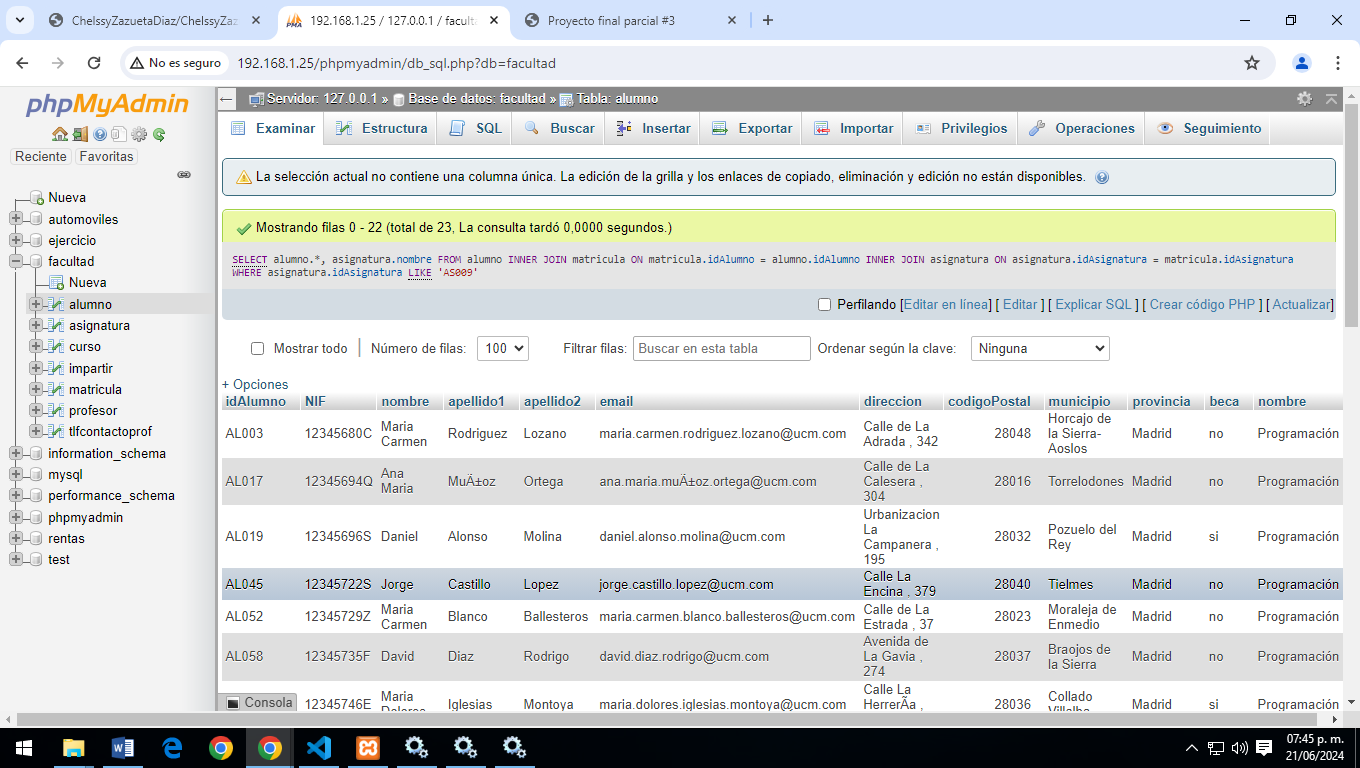 ChelssyZazuetaDiaz/ChelssyZaz
192.168.1.25 / 127.0.0.1 / faculta
Proyecto final parcial #3
No es seguro
192.168.1.25/phpmyadmin/db_sql.php?db=facultad
phpMyAdmin
Reciente
Favoritas
Nueva
automoviles
ejercicio
facultad
Nueva
alumno
asignatura
curso
impartir
matricula
profesor
tlfcontactoprof
information_schema
mysql
performance_schema
phpmyadmin
rentas
test
Servidor: 127.0.0.1 » Base de datos: facultad » Tabla: alumno
Examinar Estructura SQL Buscar Insertar Exportar Importar Privilegios Operaciones Seguimiento
La selección actual no contiene una columna única. La edición de la grilla y los enlaces de copiado, eliminación y edición no están disponibles.
Mostrando filas 0 - 22 (total de 23, La consulta tardó 0,0000 segundos.)
SELECT alumno.*, asignatura.nombre FROM alumno INNER JOIN matricula ON matricula.idAlumno = alumno.idAlumno INNER JOIN asignatura ON asignatura.idAsignatura = matricula.idAsignatura
WHERE asignatura.idAsignatura LIKE 'AS009'
Perfilando [Editar en línea] [ Editar ] [ Explicar SQL ] [ Crear código PHP ] [ Actualizar]
Mostrar todo | Número de filas: 100 Filtrar filas: Buscar en esta tabla Ordenar según la clave: Ninguna
+ Opciones
idAlumno NIF nombre apellido1 apellido2 email direccion codigoPostal municipio provincia beca nombre
AL003 12345680C Maria Carmen Rodriguez Lozano maria.carmen.rodriguez.lozano@ucm.com Calle de La Adrada , 342 28048 Horcajo de la Sierra-Aoslos Madrid no Programación
AL017 12345694Q Ana Maria MuÄ±oz Ortega ana.maria.muÄ±oz.ortega@ucm.com Calle de La Calesera , 304 28016 Torrelodones Madrid no Programación
AL019 12345696S Daniel Alonso Molina daniel.alonso.molina@ucm.com Urbanizacion La Campanera , 195 28032 Pozuelo del Rey Madrid si Programación
AL045 12345722S Jorge Castillo Lopez jorge.castillo.lopez@ucm.com Calle La Encina , 379 28040 Tielmes Madrid no Programación
AL052 12345729Z Maria Carmen Blanco Ballesteros maria.carmen.blanco.ballesteros@ucm.com Calle de La Estrada , 37 28023 Moraleja de Enmedio Madrid no Programación
AL058 12345735F David Diaz Rodrigo david.diaz.rodrigo@ucm.com Avenida de La Gavia , 274 28037 Braojos de la Sierra Madrid no Programación
12345746E Maria Dolores Iglesias Montoya maria.dolores.iglesias.montoya@ucm.com Calle La HerrerÃa , 28036 Collado Villalba Madrid si Programación
Consola
07:45 p. m.
21/06/2024